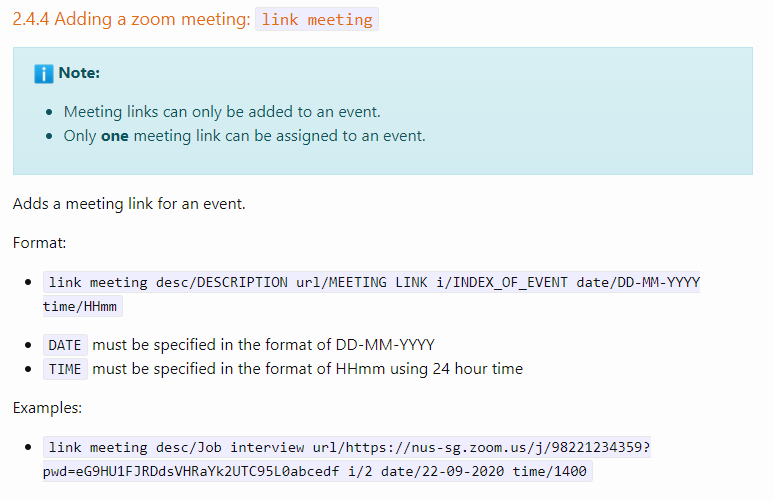 2.4.4 Adding a zoom meeting: link meeting
Note:
Meeting links can only be added to an event.
Only one meeting link can be assigned to an event.
Adds a meeting link for an event.
Format:
link meeting desc/DESCRIPTION url/MEETING LINK i/INDEX_OF_EVENT date/DD-MM-YYYY
time/HHmm
DATE must be specified in the format of DD-MM-YYYY
TIME must be specified in the format of HHmm using 24 hour time
Examples:
link meeting desc/Job interview url/https://nus-sg.zoom.us/j/98221234359?
pwd=eG9HU1FJRDdsVHRaYk2UTC95L0abcedf i/2 date/22-09-2020 time/1400